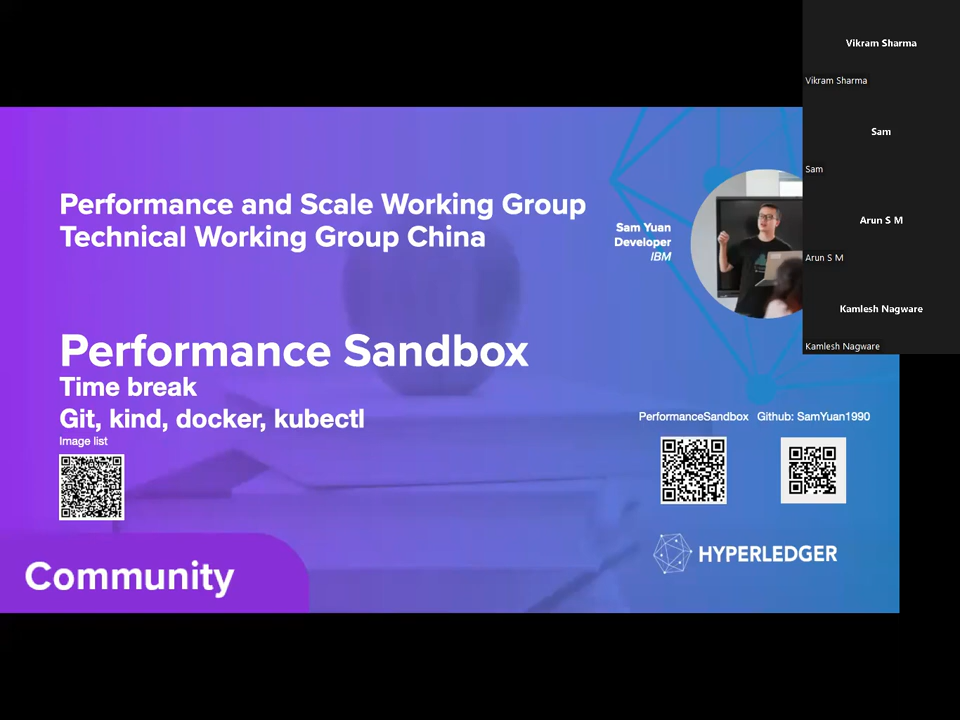 Performance and Scale Working Group
Technical Working Group China
Sam Yuan
Developer
IBM
Performance Sandbox
Time break
Git, kind, docker, kubectl
Image list
PerformanceSandbox
Github: SamYuan1990
HYPERLEDGER
Community
Vikram Sharma
Vikram Sharma
Sam
Sam
Arun S M
Arun S M
Kamlesh Nagware
Kamlesh Nagware